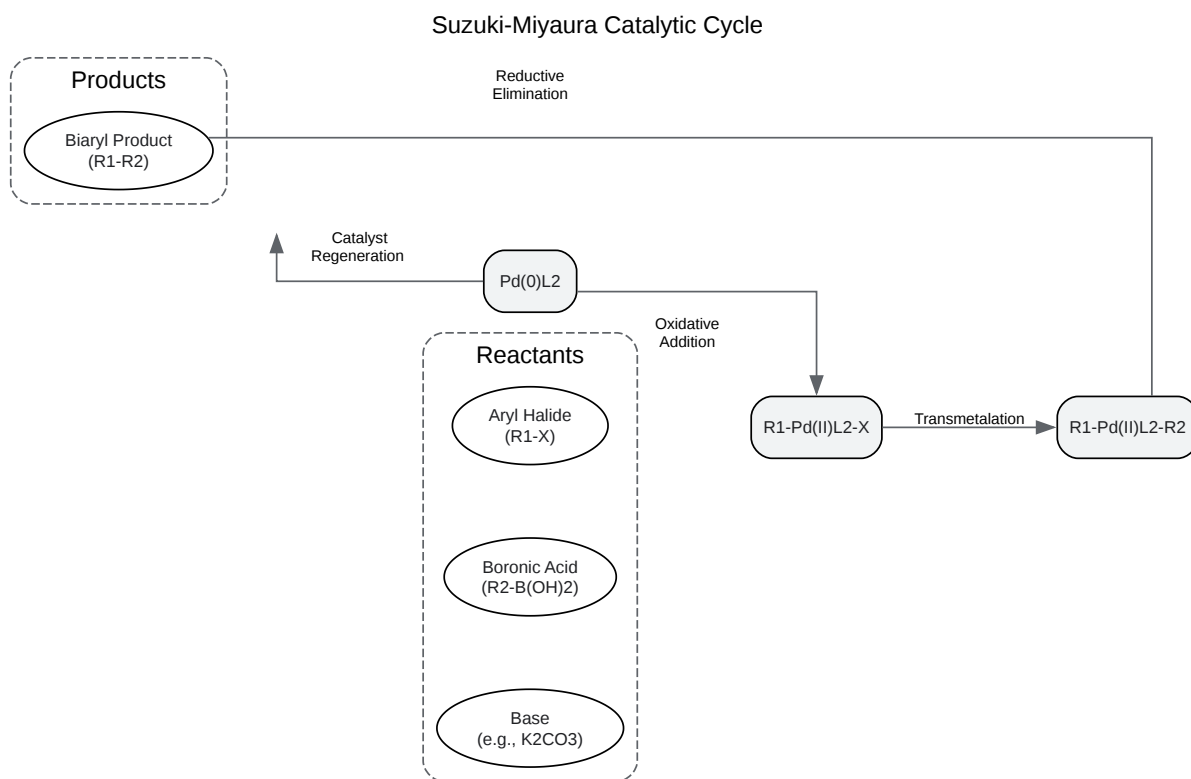 Suzuki-Miyaura Catalytic Cycle
Products
Reductive
Elimination
Biaryl Product
(R1-R2)
Catalyst
Regeneration
Pd(0)L2
Oxidative
Addition
Reactants
Aryl Halide
(R1-X)
R1-Pd(II)L2-X
Transmetalation
R1-Pd(II)L2-R2
Boronic Acid
(R2-B(OH)2)
Base
(e.g., K2CO3)